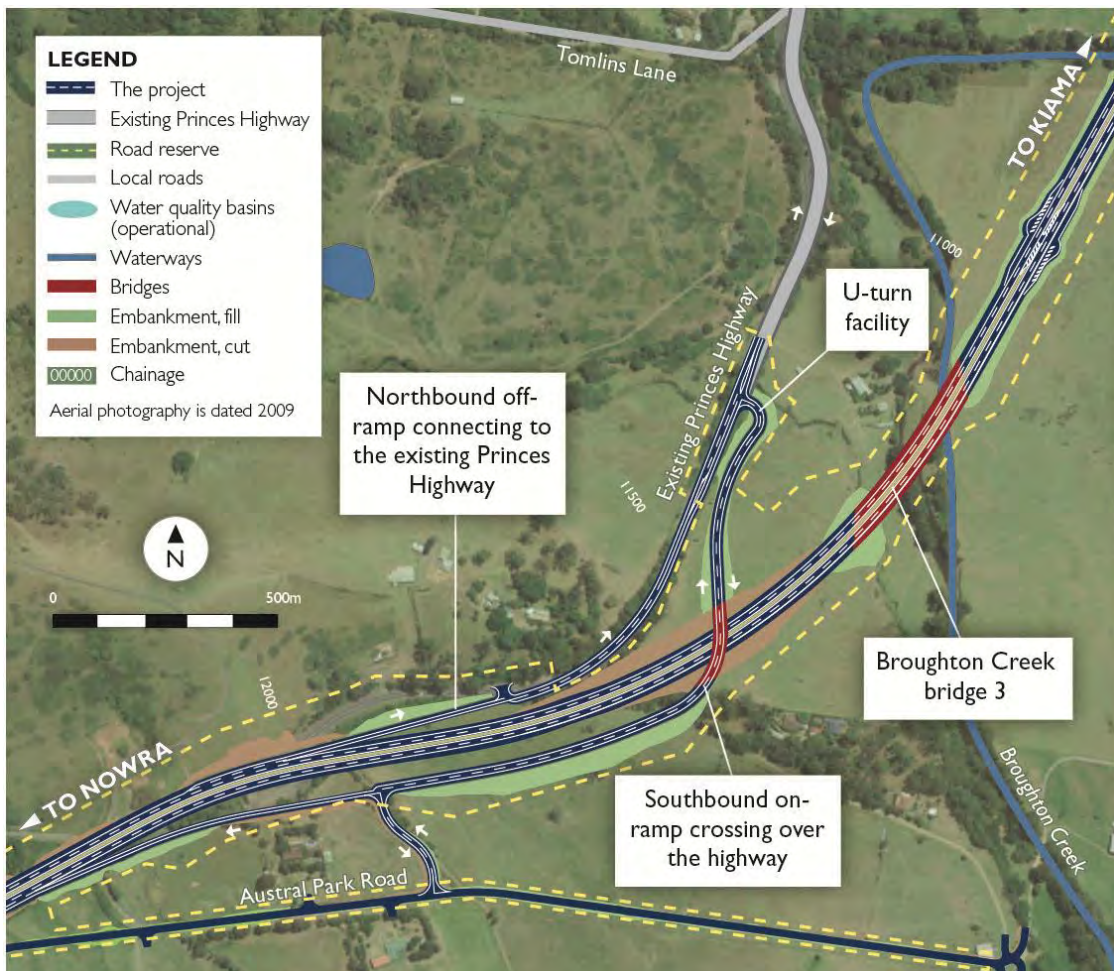 LEGEND
The project
Existing Princes Highway
Road reserve
Local roads
Water quality basins
(operational)
Waterways
Bridges
Embankment, fill
Embankment, cut
00000 Chainage
Aerial photography is dated 2009
Tomlins Lane
TO KIAMA
11000
U-turn
facility
Existing Princes Highway
Northbound off-
ramp connecting to
the existing Princes
Highway
11500
N
0 500m
Broughton Creek
bridge 3
12000
TO NOWRA
Southbound on-
ramp crossing over
the highway
Broughton Creek
Austral Park Road